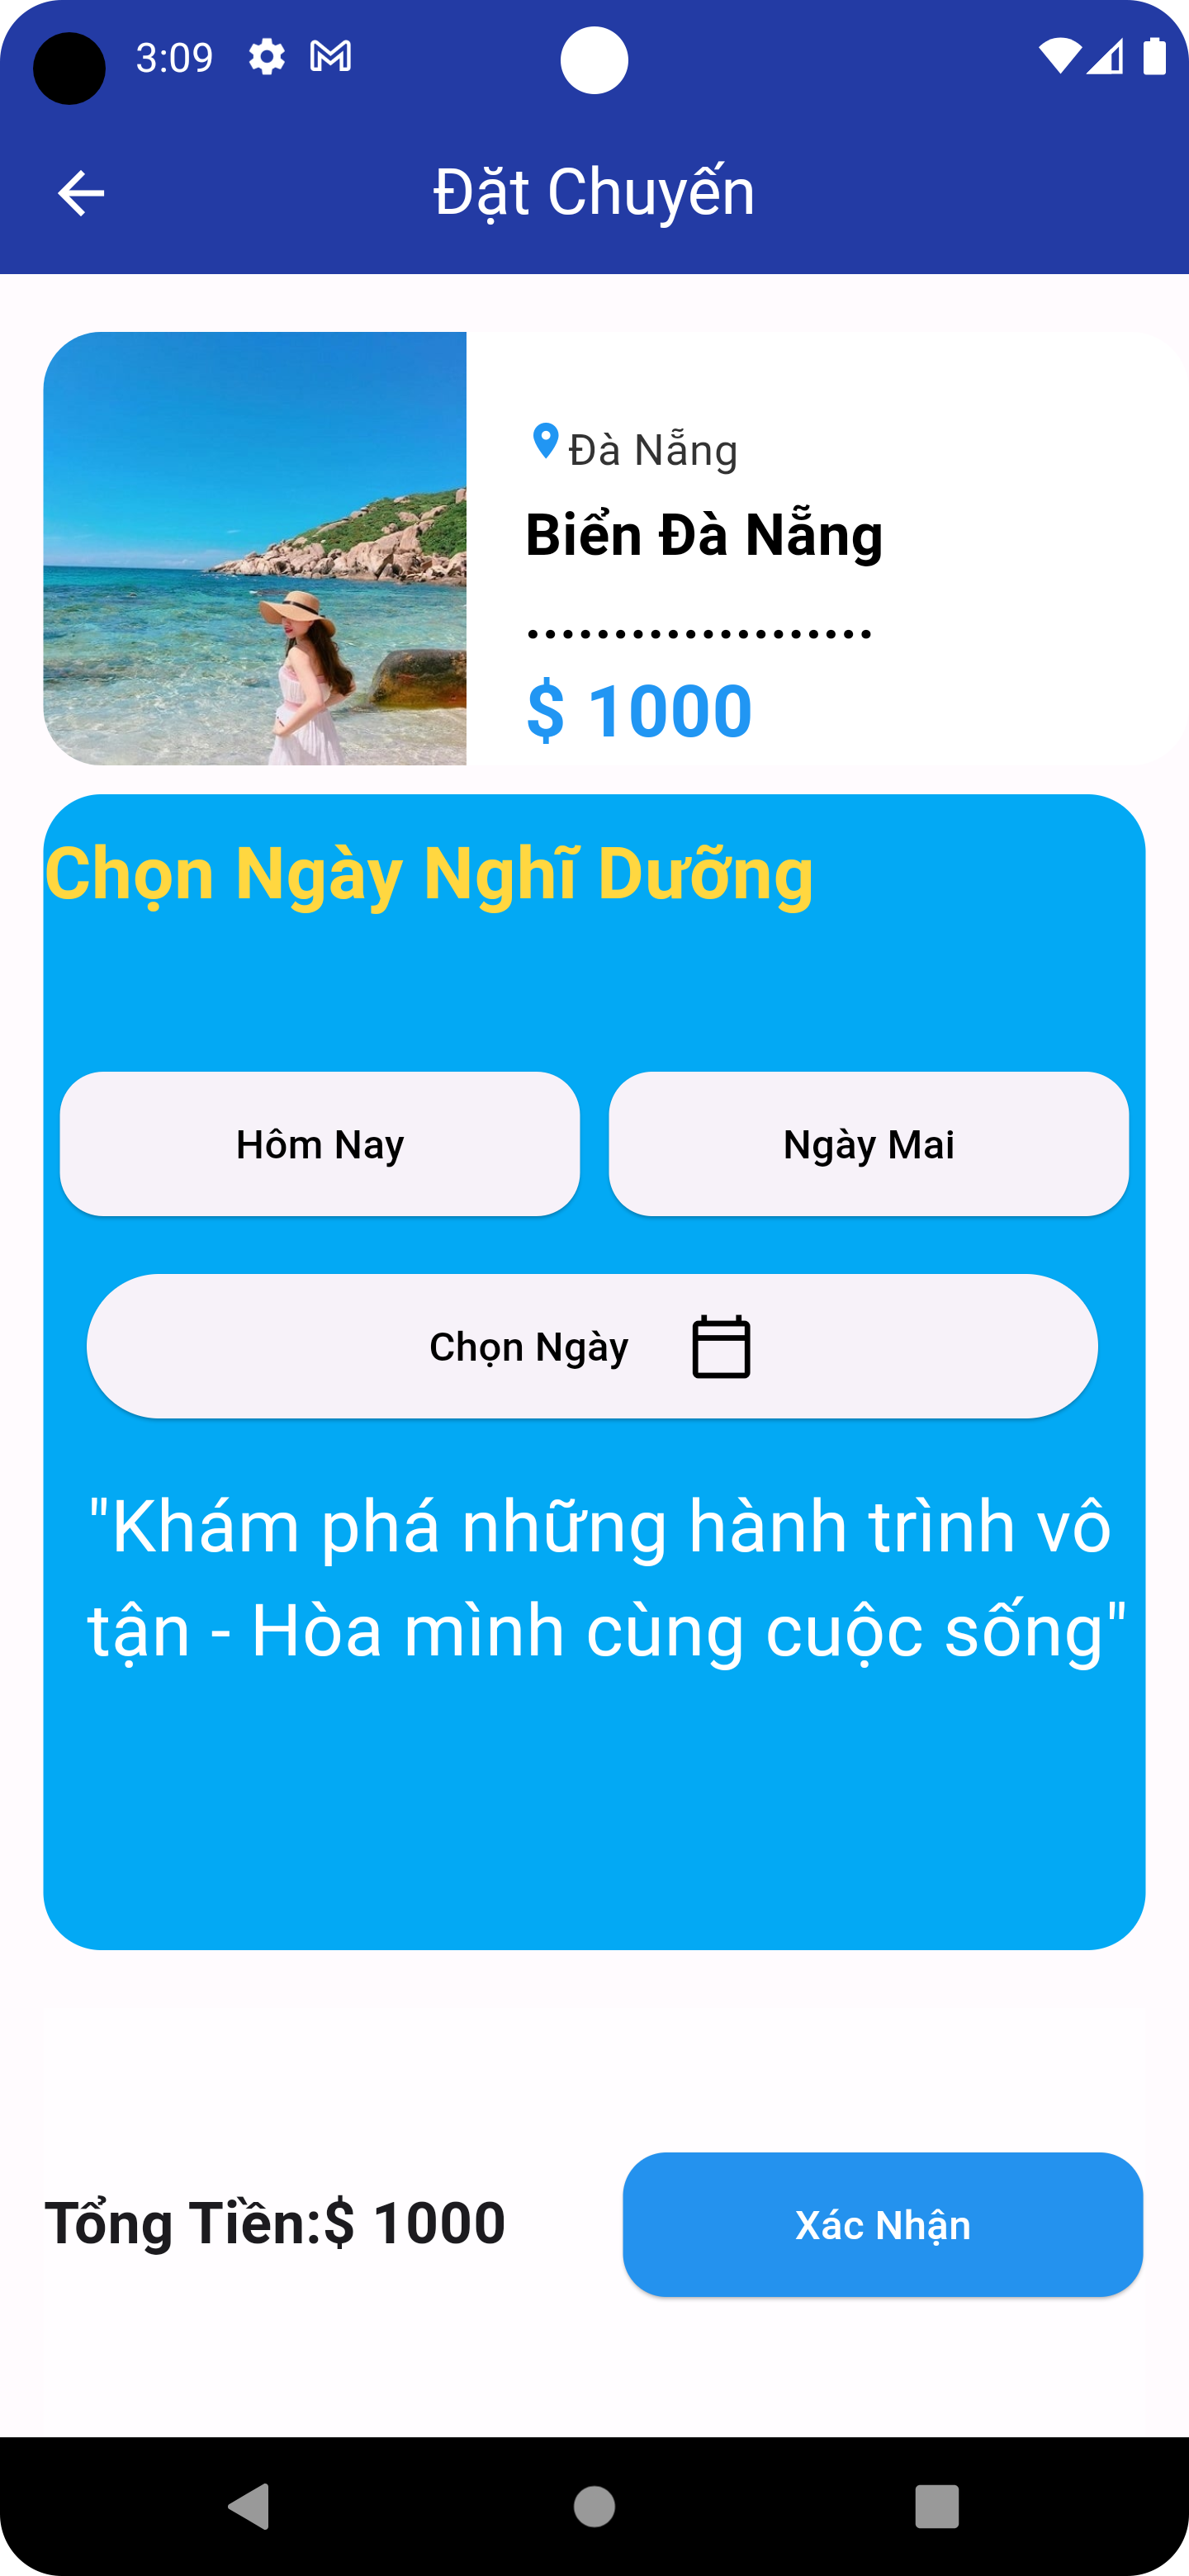 3:09
Đặt Chuyến
Đà Nẵng
Biển Đà Nẵng
....................
$ 1000
Chọn Ngày Nghĩ Dưỡng
Hôm Nay
Ngày Mai
Chọn Ngày
"Khám phá những hành trình vô
tận - Hòa mình cùng cuộc sống"
Tổng Tiền:$ 1000
Xác Nhận